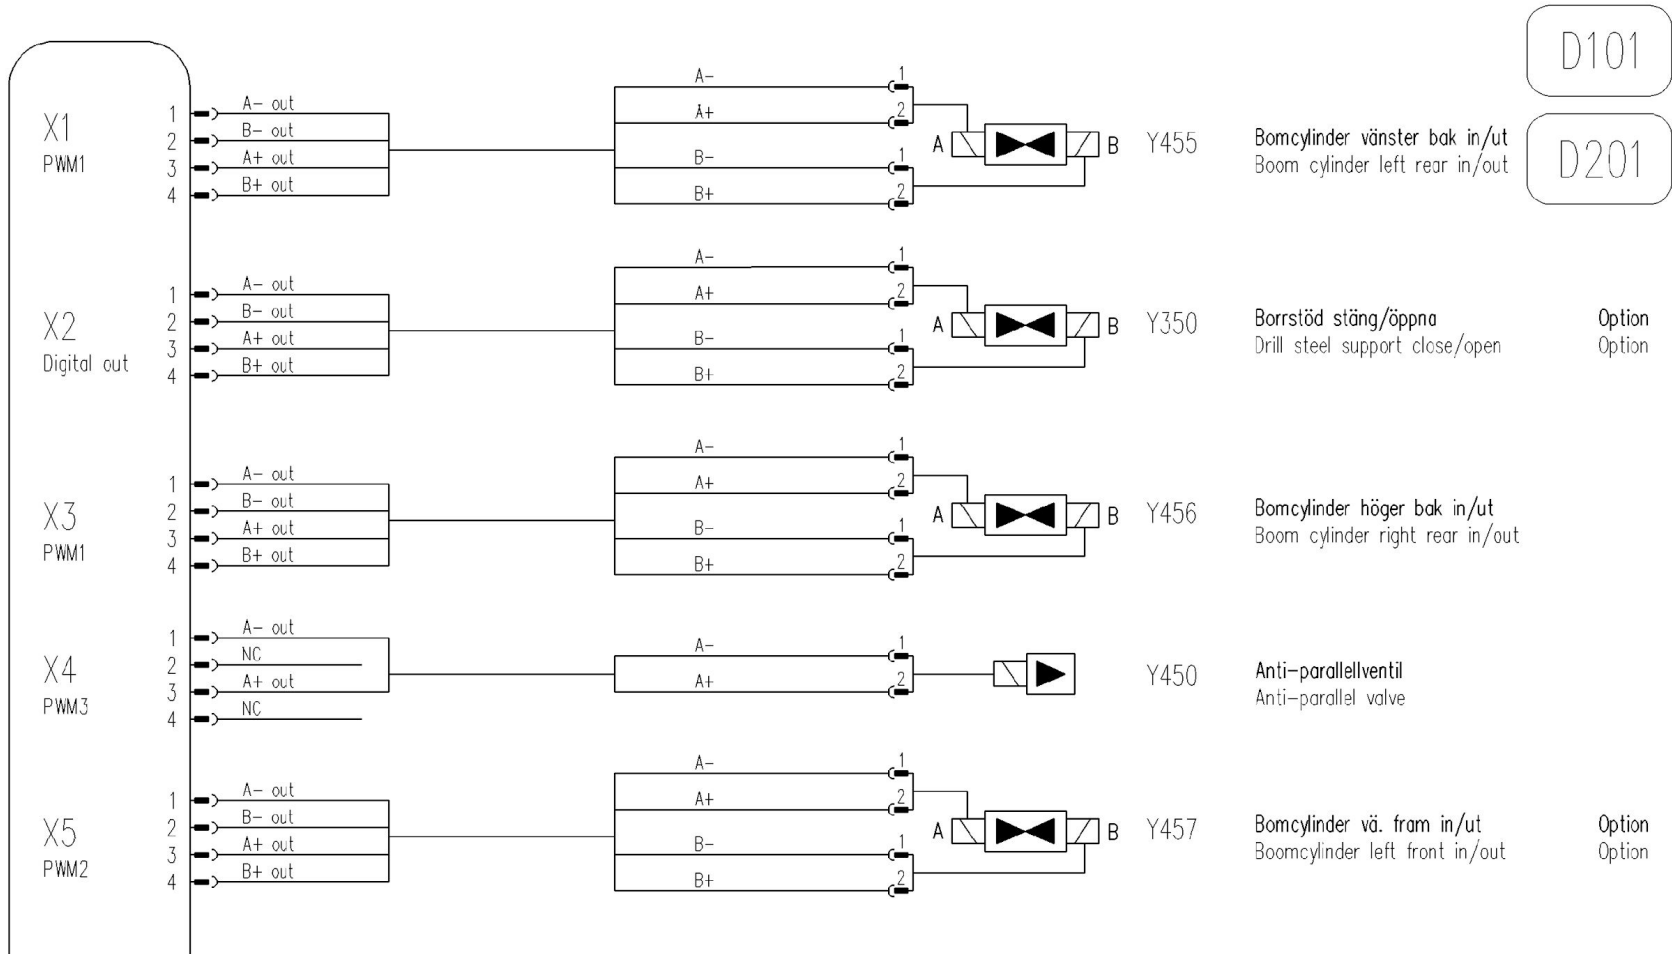 D101
D201
X1
PWM1
1 A- out
2 B- out
3 A+ out
4 B+ out
A- 1
A+ 2
B- 1
B+ 2
A B Y455
Bomcylinder vänster bak in/ut
Boom cylinder left rear in/out
X2
Digital out
1 A- out
2 B- out
3 A+ out
4 B+ out
A- 1
A+ 2
B- 1
B+ 2
A B Y350
Borrstöd stäng/öppna Option
Drill steel support close/open Option
X3
PWM1
1 A- out
2 B- out
3 A+ out
4 B+ out
A- 1
A+ 2
B- 1
B+ 2
A B Y456
Bomcylinder höger bak in/ut
Boom cylinder right rear in/out
X4
PWM3
1 A- out
2 NC
3 A+ out
4 NC
A- 1
A+ 2
Y450
Anti-parallellventil
Anti-parallel valve
X5
PWM2
1 A- out
2 B- out
3 A+ out
4 B+ out
A- 1
A+ 2
B- 1
B+ 2
A B Y457
Bomcylinder vä. fram in/ut Option
Boomcylinder left front in/out Option